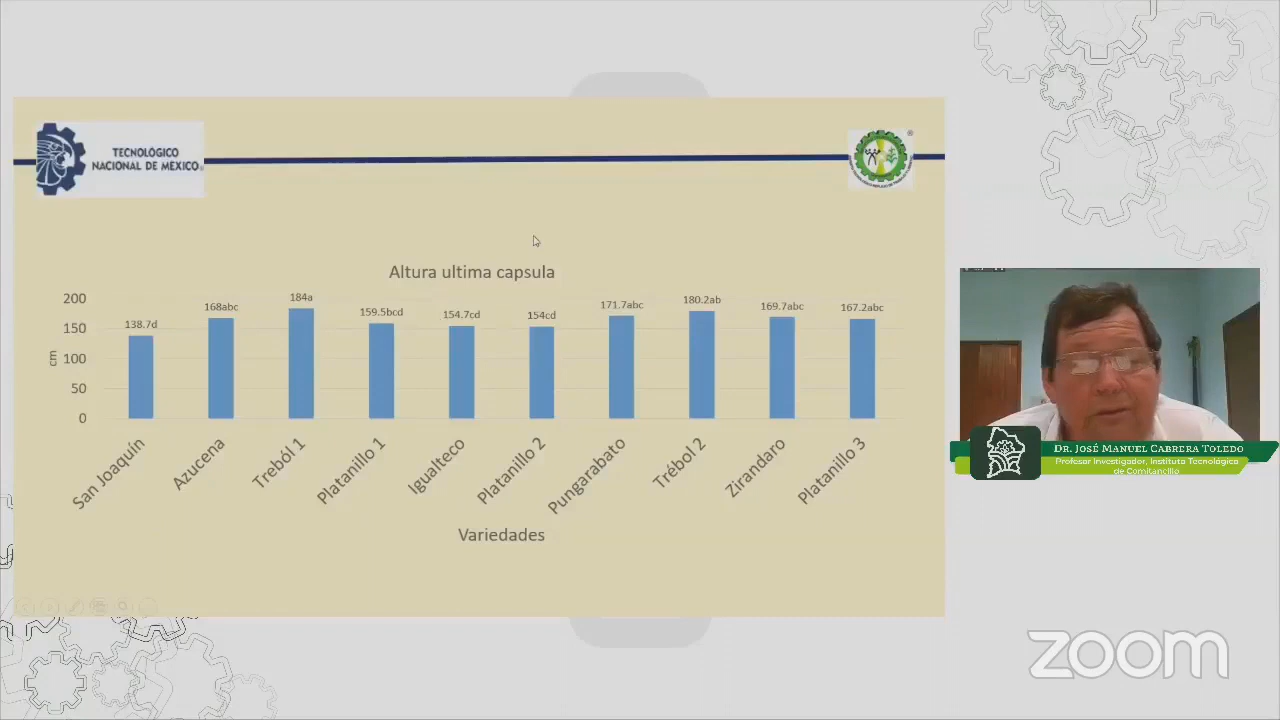 TECNOLÓGICO
NACIONAL DE MÉXICO
Altura ultima capsula
cm
200
150
100
50
0
138.7d
168abc
184a
159.5bcd
154.7cd
154cd
171.7abc
180.2ab
169.7abc
167.2abc
San Joaquín
Azucena
Treból 1
Platanillo 1
Igualteco
Platanillo 2
Pungarabato
Trébol 2
Zirandaro
Platanillo 3
Variedades
DR. JOSÉ MANUEL CABRERA TOLEDO
Profesor Investigador, Instituto Tecnológico
de Comitancillo
zoom